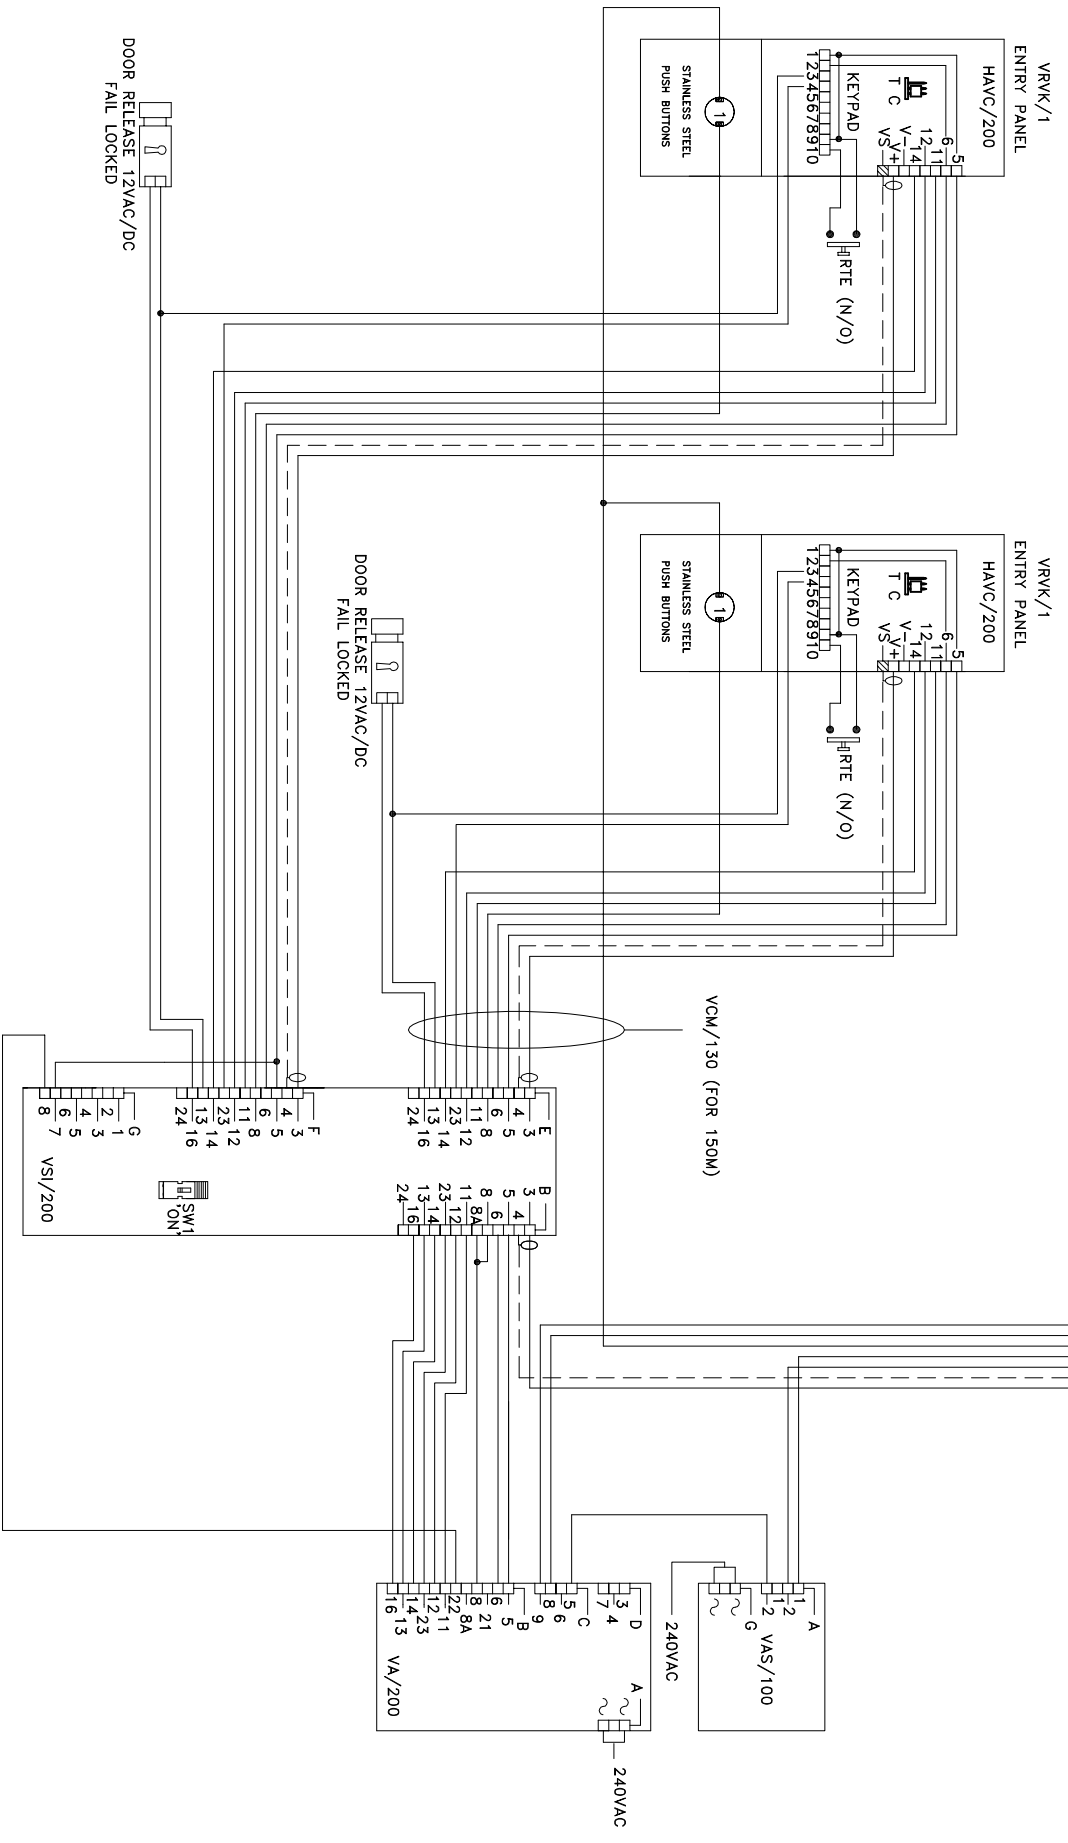 VRVK/1
ENTRY PANEL
HAVC/200
T C
KEYPAD
12345678910
5
6
11
12
14
V-
V+
VS
STAINLESS STEEL
PUSH BUTTONS
1
RTE (N/O)
DOOR RELEASE 12VAC/DC
FAIL LOCKED
VRVK/1
ENTRY PANEL
HAVC/200
T C
KEYPAD
12345678910
5
6
11
12
14
V-
V+
VS
STAINLESS STEEL
PUSH BUTTONS
1
RTE (N/O)
DOOR RELEASE 12VAC/DC
FAIL LOCKED
VCM/130 (FOR 150M)
E
3
4
5
6
8
11
12
23
14
13
16
24
F
3
4
5
6
8
11
12
23
14
13
16
24
G
1
2
3
4
5
6
7
8
B
3
4
5
6
8
8A
11
12
23
14
13
16
24
SW1
'ON'
VSI/200
A
1
2
1
2
G
VAS/100
240VAC
D
3
4
7
C
5
6
8
9
B
5
6
21
8
8A
22
11
12
23
14
13
16
A
VA/200
240VAC